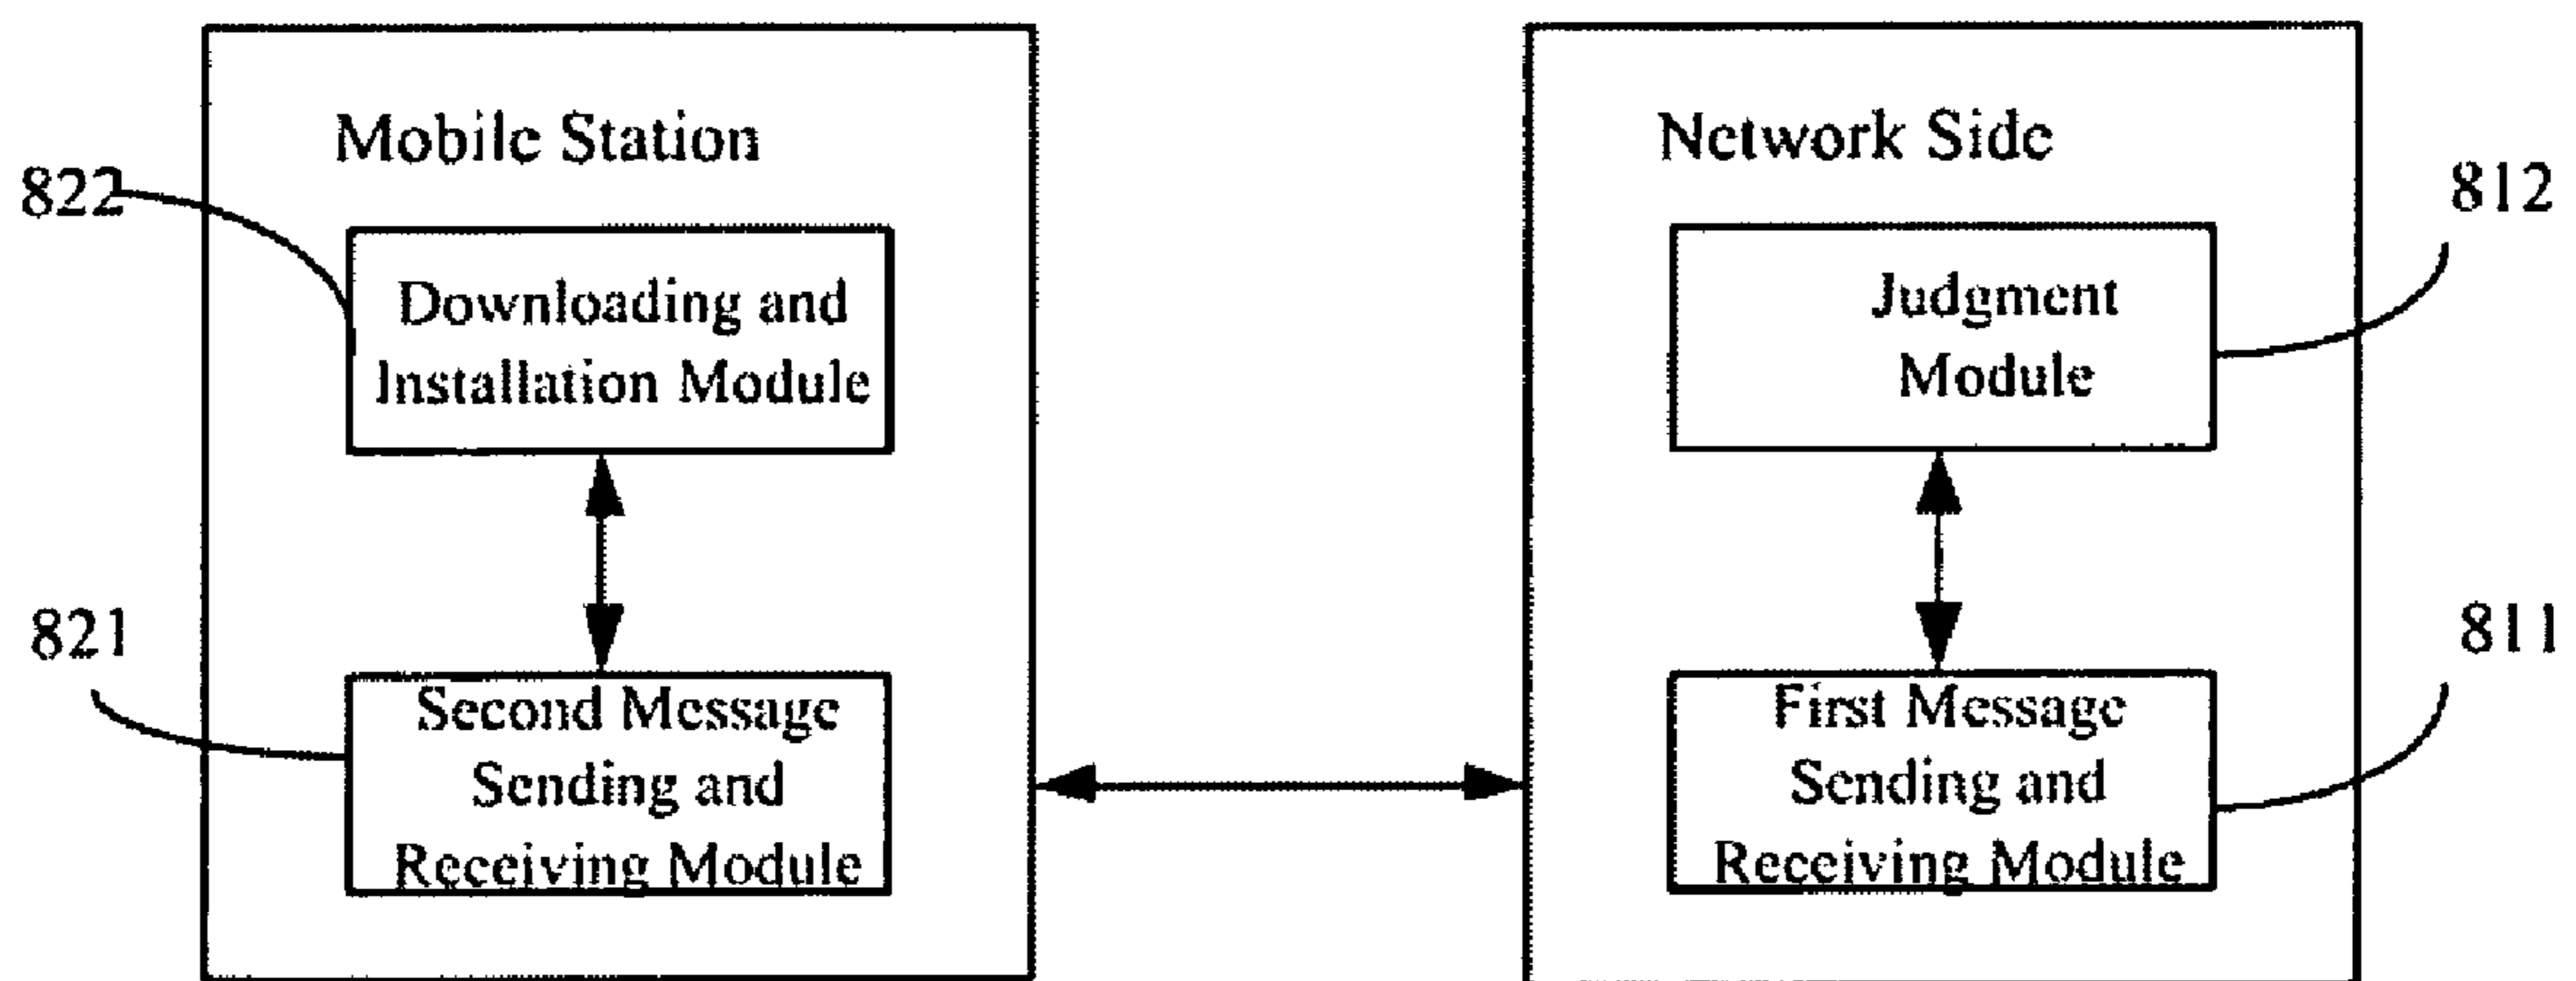 Mobile Station
822
Downloading and
Installation Module
821
Second Message
Sending and
Receiving Module
Network Side
812
Judgment
Module
811
First Message
Sending and
Receiving Module